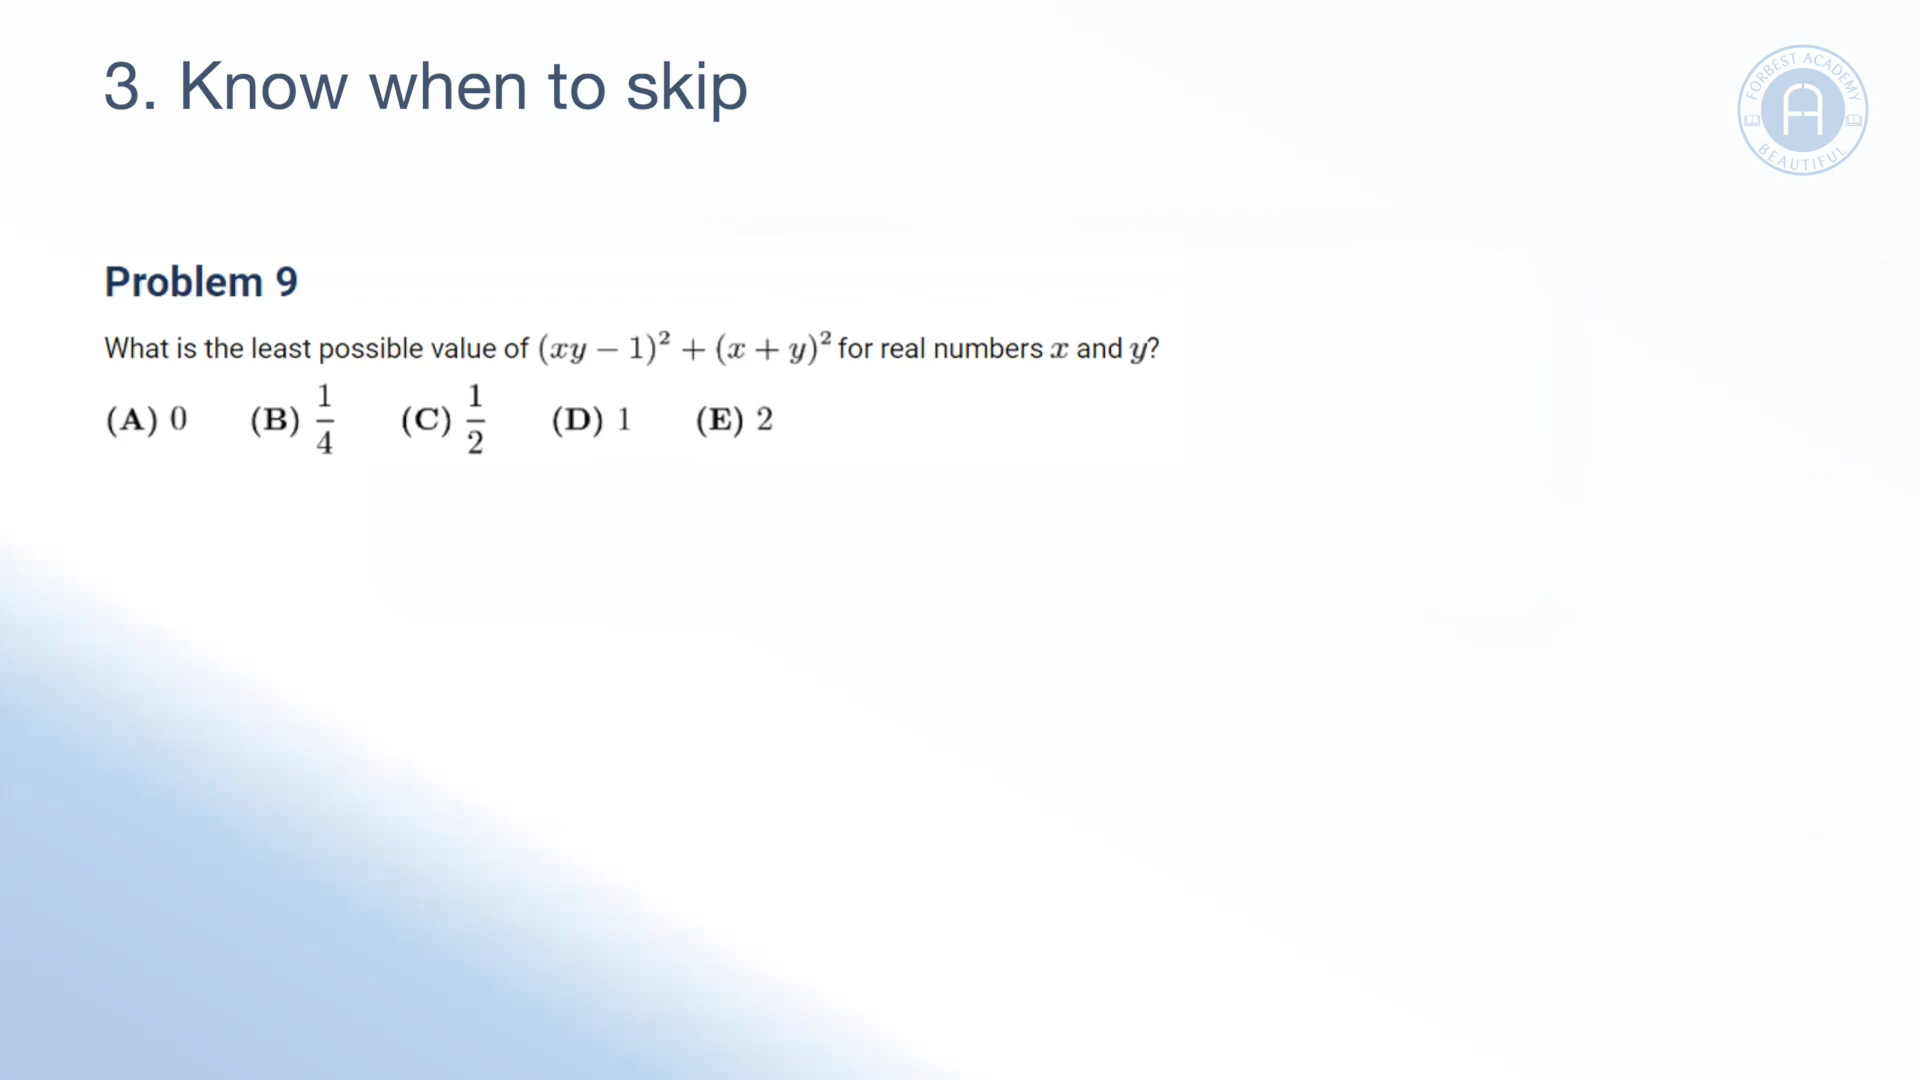 3. Know when to skip
FORBEST ACADEMY
BEAUTIFUL
Problem 9
What is the least possible value of (xy − 1)² + (x + y)² for real numbers x and y?
(A) 0 (B) 1/4 (C) 1/2 (D) 1 (E) 2